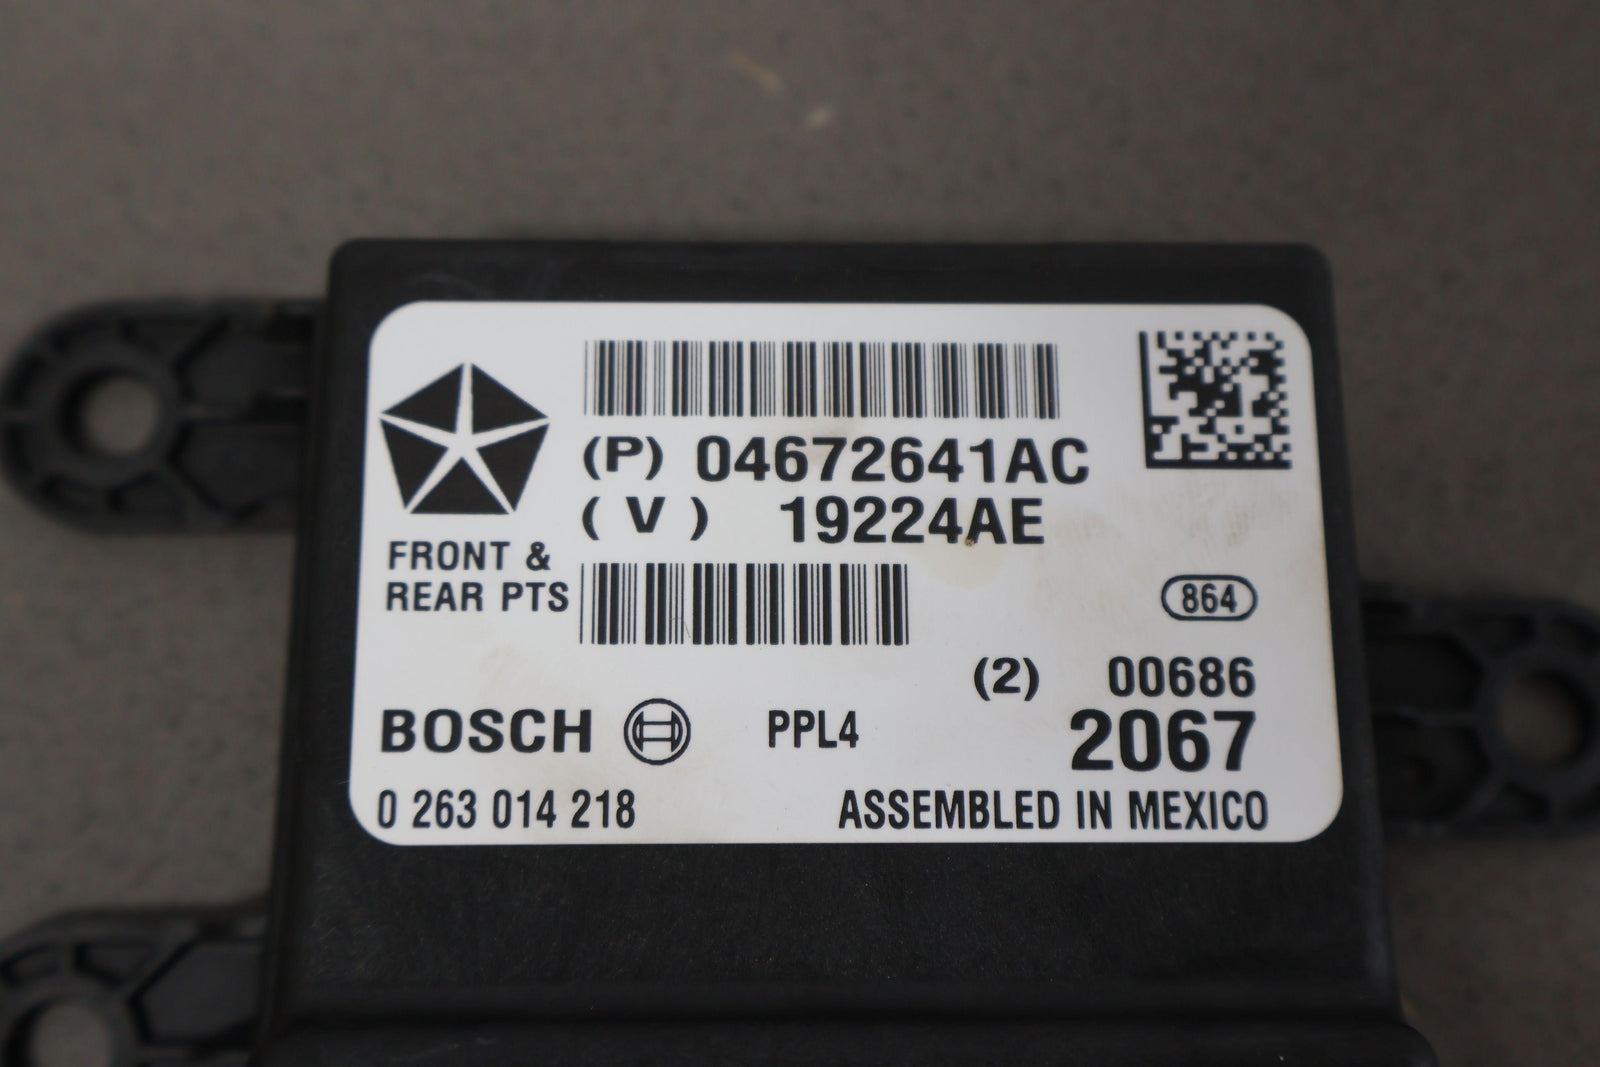 (P) 04672641AC
(V) 19224AE
FRONT &
REAR PTS
864
(2) 00686
BOSCH PPL4 2067
0 263 014 218 ASSEMBLED IN MEXICO